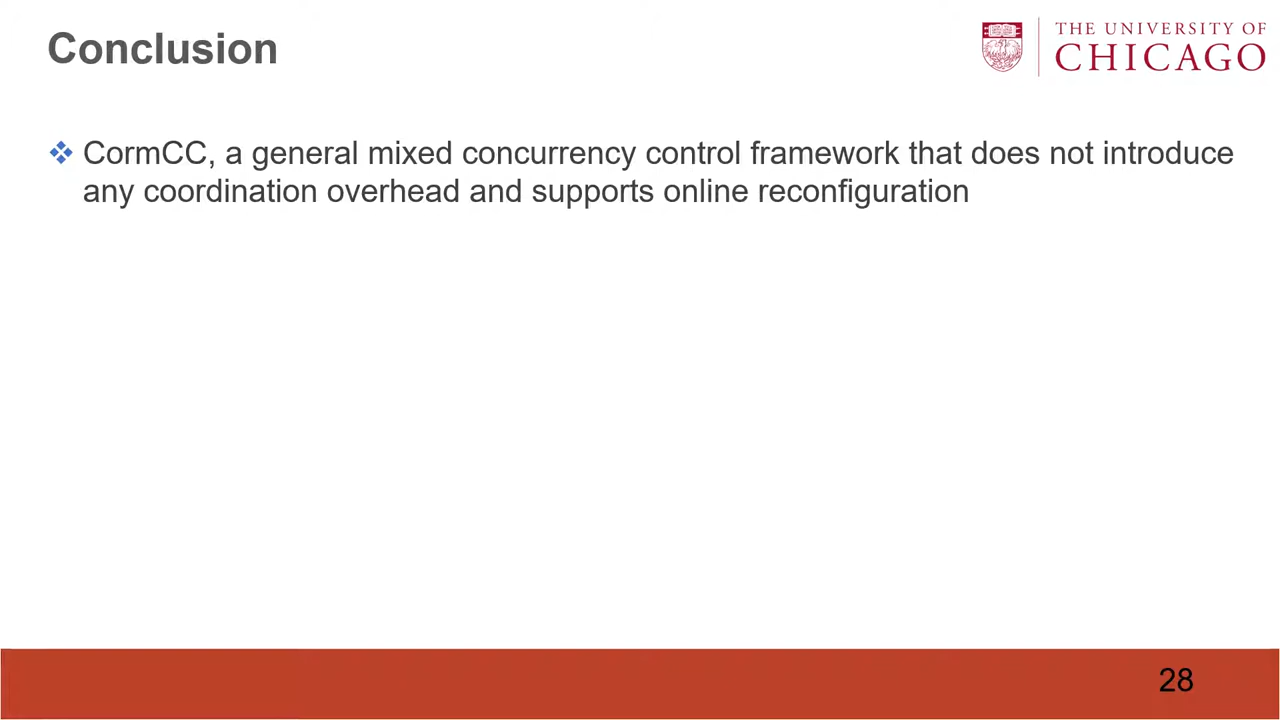 Conclusion
THE UNIVERSITY OF
CHICAGO
❖ CormCC, a general mixed concurrency control framework that does not introduce
any coordination overhead and supports online reconfiguration
28